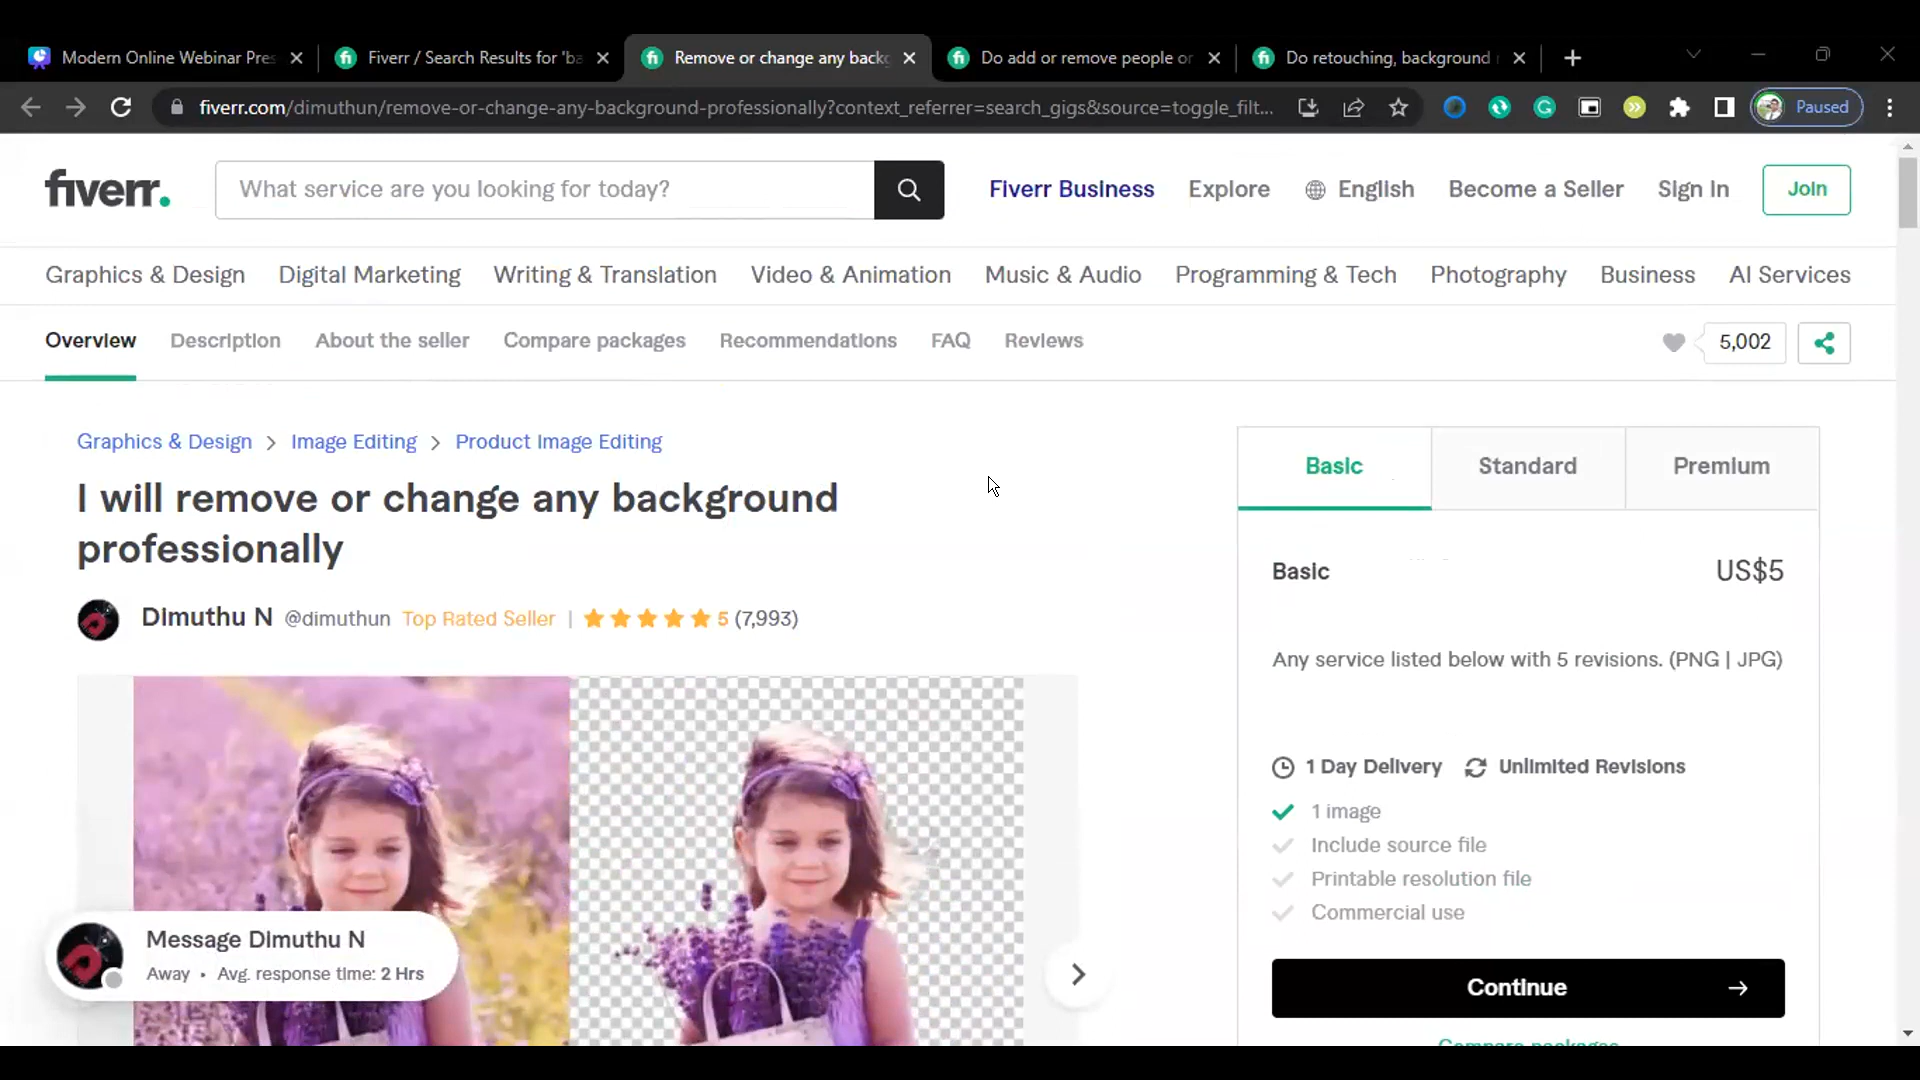 Modern Online Webinar Pres
Fiverr / Search Results for 'ba
Remove or change any backg
Do add or remove people or
Do retouching, background r
fiverr.com/dimuthun/remove-or-change-any-background-professionally?context_referrer=search_gigs&source=toggle_filt...
Paused
fiverr.
What service are you looking for today?
Fiverr Business
Explore
English
Become a Seller
Sign In
Join
Graphics & Design
Digital Marketing
Writing & Translation
Video & Animation
Music & Audio
Programming & Tech
Photography
Business
AI Services
Overview
Description
About the seller
Compare packages
Recommendations
FAQ
Reviews
5,002
Graphics & Design > Image Editing > Product Image Editing
I will remove or change any background
professionally
Dimuthu N @dimuthun Top Rated Seller | 5 (7,993)
Message Dimuthu N
Away • Avg. response time: 2 Hrs
Basic
Standard
Premium
Basic
US$5
Any service listed below with 5 revisions. (PNG | JPG)
1 Day Delivery
Unlimited Revisions
1 image
Include source file
Printable resolution file
Commercial use
Continue
Compare packages